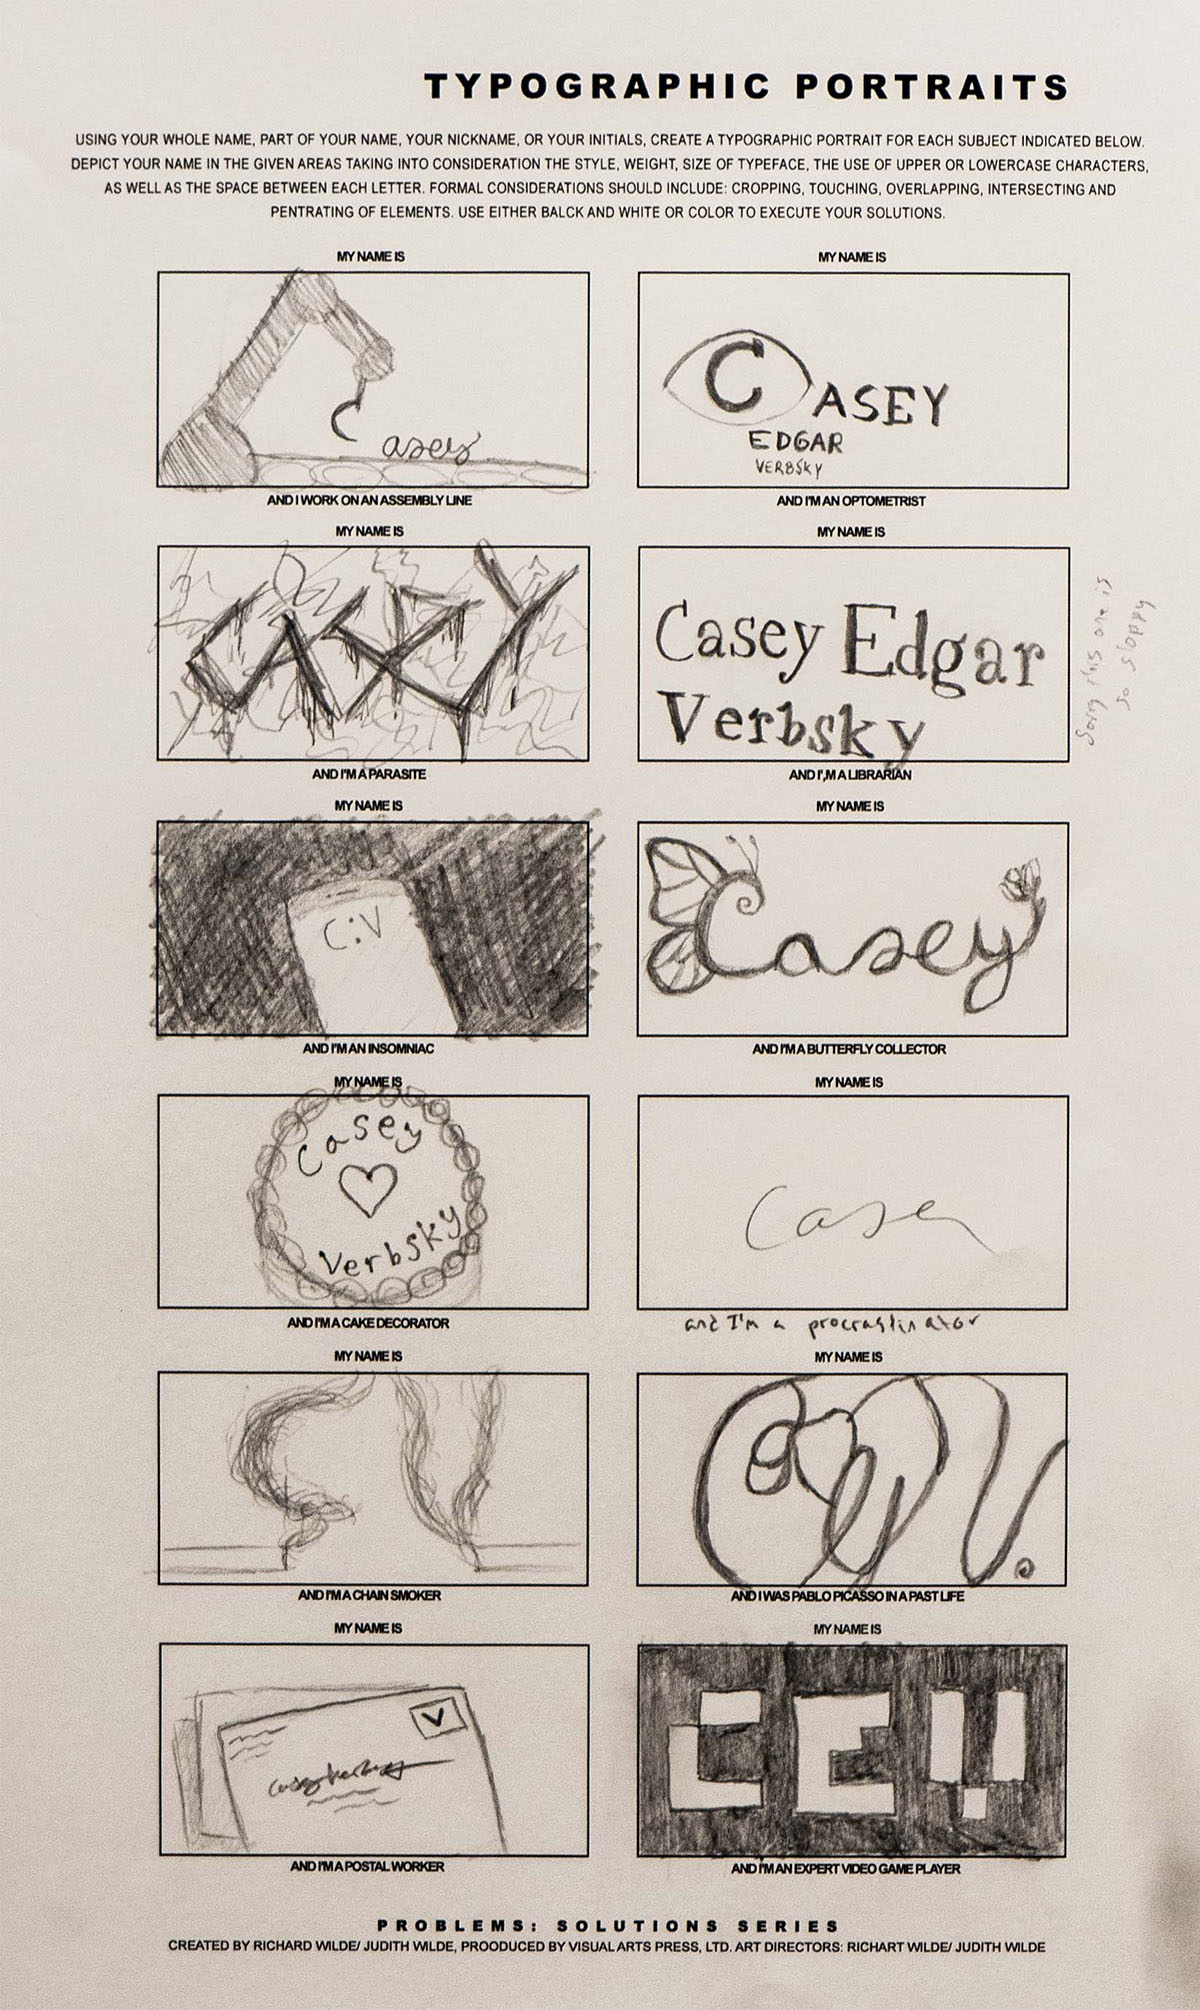 TYPOGRAPHIC PORTRAITS
USING YOUR WHOLE NAME, PART OF YOUR NAME, YOUR NICKNAME, OR YOUR INITIALS, CREATE A TYPOGRAPHIC PORTRAIT FOR EACH SUBJECT INDICATED BELOW.
DEPICT YOUR NAME IN THE GIVEN AREAS TAKING INTO CONSIDERATION THE STYLE, WEIGHT, SIZE OF TYPEFACE, THE USE OF UPPER OR LOWERCASE CHARACTERS,
AS WELL AS THE SPACE BETWEEN EACH LETTER. FORMAL CONSIDERATIONS SHOULD INCLUDE: CROPPING, TOUCHING, OVERLAPPING, INTERSECTING AND
PENTRATING OF ELEMENTS. USE EITHER BALCK AND WHITE OR COLOR TO EXECUTE YOUR SOLUTIONS.
MY NAME IS
Casey
AND I WORK ON AN ASSEMBLY LINE
MY NAME IS
CASEY
EDGAR
VERBSKY
AND I'M AN OPTOMETRIST
MY NAME IS
CASEY
AND I'M A PARASITE
MY NAME IS
Casey Edgar
Verbsky
AND I',M A LIBRARIAN
Sorry this one is
so sloppy
MY NAME IS
C:V
AND I'M AN INSOMNIAC
MY NAME IS
Casey
AND I'M A BUTTERFLY COLLECTOR
MY NAME IS
Casey
Verbsky
AND I'M A CAKE DECORATOR
MY NAME IS
Casey
and I'm a procrastinator
MY NAME IS
C V
AND I'M A CHAIN SMOKER
MY NAME IS
AND I WAS PABLO PICASSO IN A PAST LIFE
MY NAME IS
V
Casey Verbsky
AND I'M A POSTAL WORKER
MY NAME IS
CEV
AND I'M AN EXPERT VIDEO GAME PLAYER
PROBLEMS: SOLUTIONS SERIES
CREATED BY RICHARD WILDE/ JUDITH WILDE, PROODUCED BY VISUAL ARTS PRESS, LTD. ART DIRECTORS: RICHART WILDE/ JUDITH WILDE